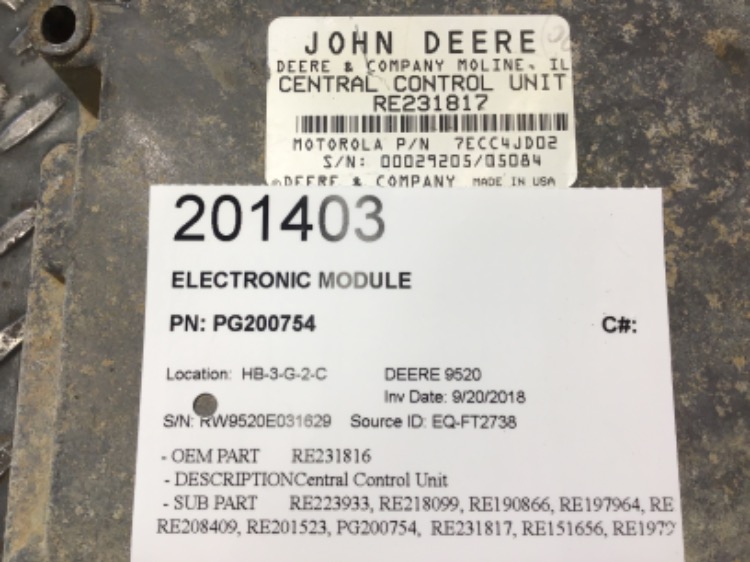 JOHN DEERE
DEERE & COMPANY MOLINE, IL
CENTRAL CONTROL UNIT
RE231817
MOTOROLA P/N 7ECC4JD02
S/N: 00029205/05084
©DEERE & COMPANY MADE IN USA
201403
ELECTRONIC MODULE
PN: PG200754 C#:
Location: HB-3-G-2-C DEERE 9520
Inv Date: 9/20/2018
S/N: RW9520E031629 Source ID: EQ-FT2738
- OEM PART RE231816
- DESCRIPTIONCentral Control Unit
- SUB PART RE223933, RE218099, RE190866, RE197964, RE
RE208409, RE201523, PG200754, RE231817, RE151656, RE1979